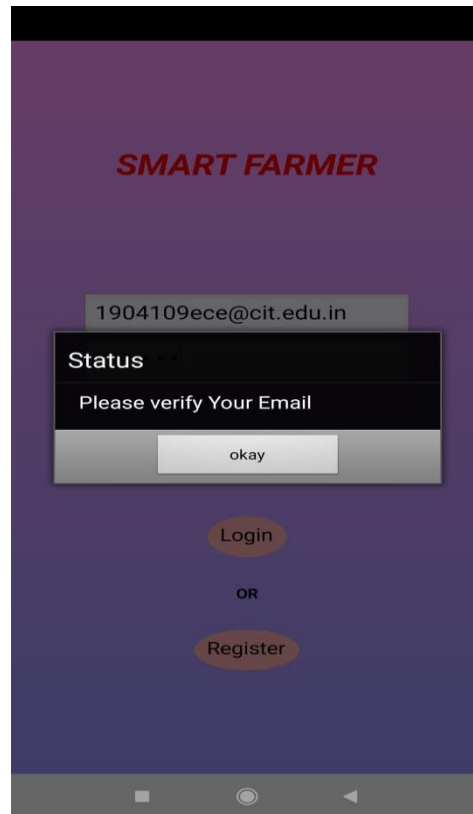 SMART FARMER
1904109ece@cit.edu.in
Status
Please verify Your Email
okay
Login
OR
Register